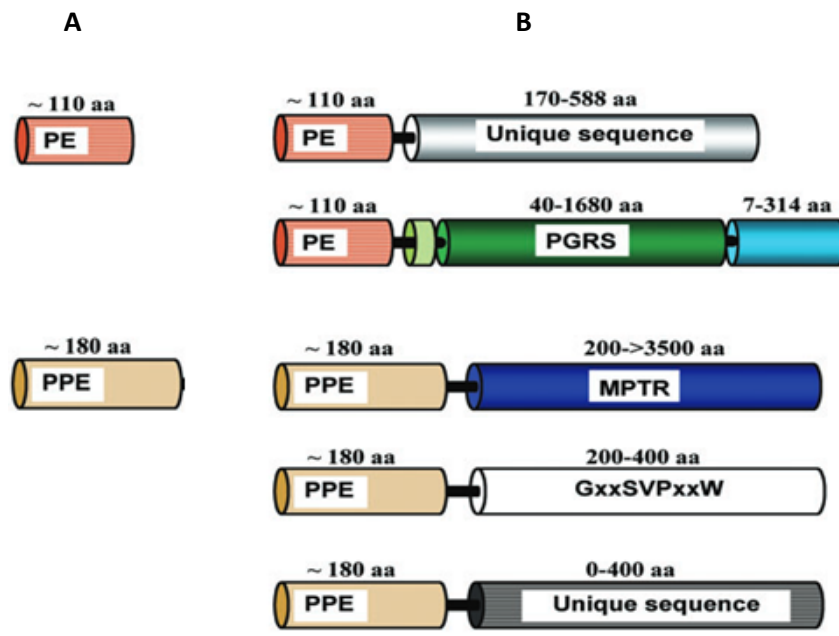 A B
~ 110 aa ~ 110 aa 170-588 aa
PE PE Unique sequence
~ 110 aa 40-1680 aa 7-314 aa
PE PGRS
~ 180 aa ~ 180 aa 200->3500 aa
PPE PPE MPTR
~ 180 aa 200-400 aa
PPE GxxSVPxxW
~ 180 aa 0-400 aa
PPE Unique sequence